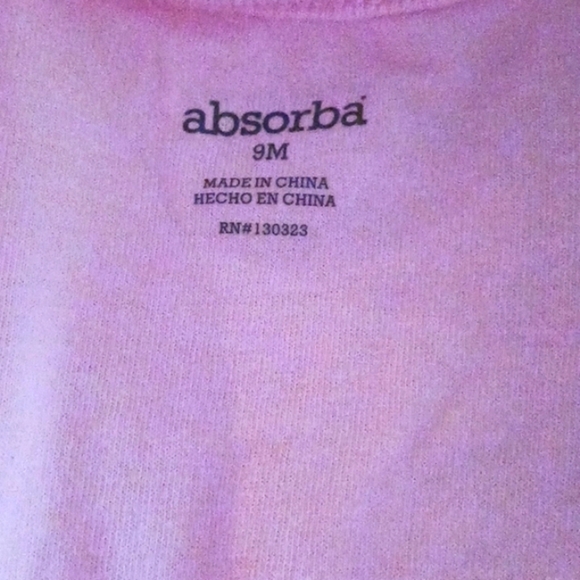 absorba
9M
MADE IN CHINA
HECHO EN CHINA
RN#130323